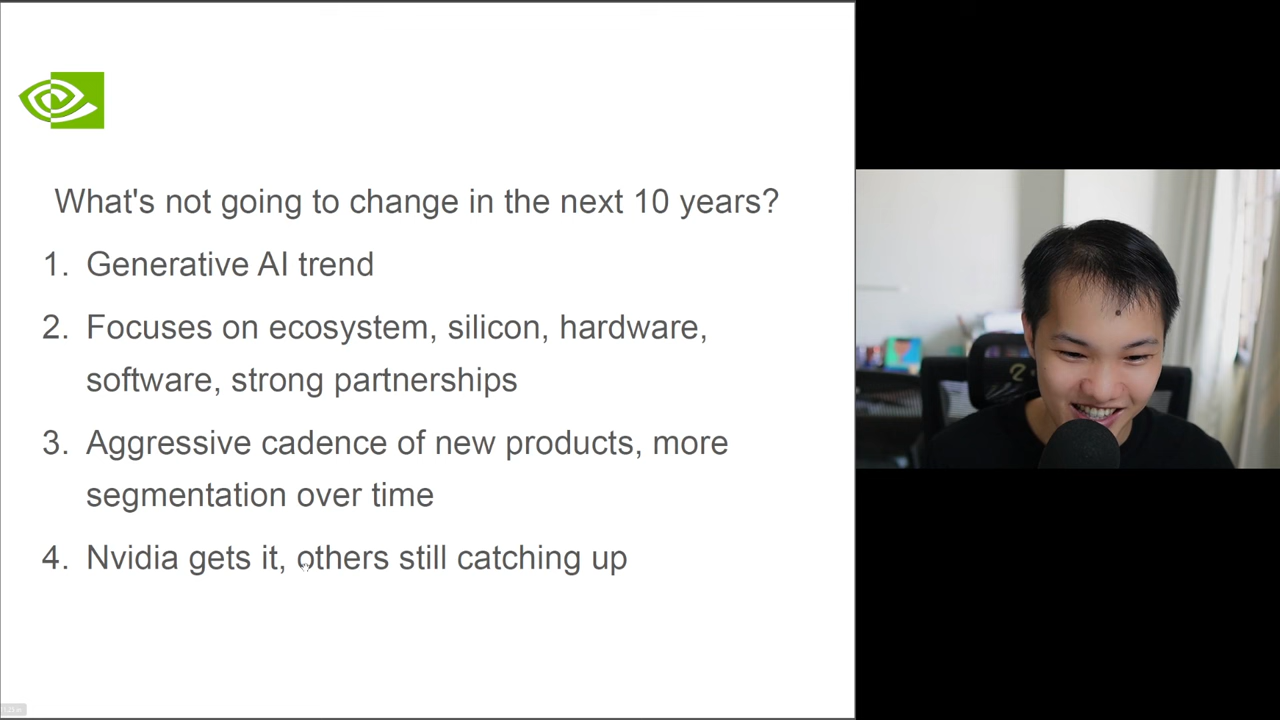 What's not going to change in the next 10 years?
1. Generative AI trend
2. Focuses on ecosystem, silicon, hardware,
software, strong partnerships
3. Aggressive cadence of new products, more
segmentation over time
4. Nvidia gets it, others still catching up